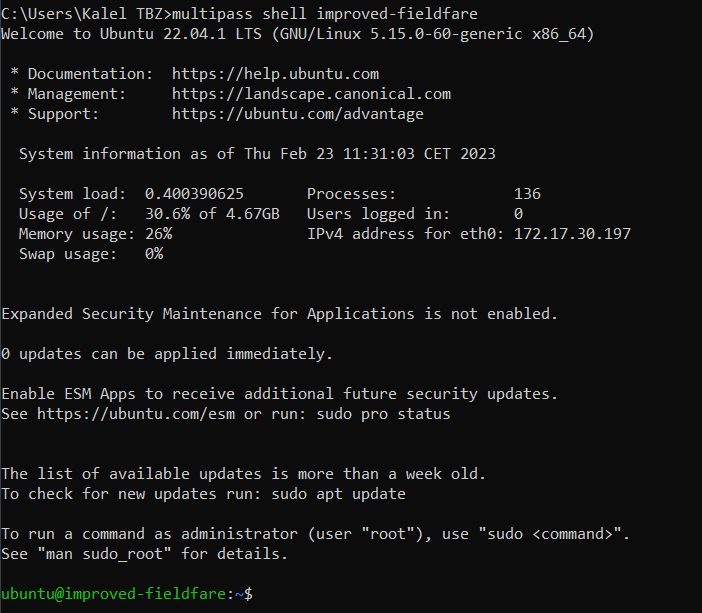 C:\Users\Kalel TBZ>multipass shell improved-fieldfare
Welcome to Ubuntu 22.04.1 LTS (GNU/Linux 5.15.0-60-generic x86_64)
* Documentation:  https://help.ubuntu.com
* Management:     https://landscape.canonical.com
* Support:        https://ubuntu.com/advantage
System information as of Thu Feb 23 11:31:03 CET 2023
System load:  0.400390625       Processes:             136
Usage of /:   30.6% of 4.67GB   Users logged in:       0
Memory usage: 26%               IPv4 address for eth0: 172.17.30.197
Swap usage:   0%
Expanded Security Maintenance for Applications is not enabled.
0 updates can be applied immediately.
Enable ESM Apps to receive additional future security updates.
See https://ubuntu.com/esm or run: sudo pro status
The list of available updates is more than a week old.
To check for new updates run: sudo apt update
To run a command as administrator (user "root"), use "sudo <command>".
See "man sudo_root" for details.
ubuntu@improved-fieldfare:~$